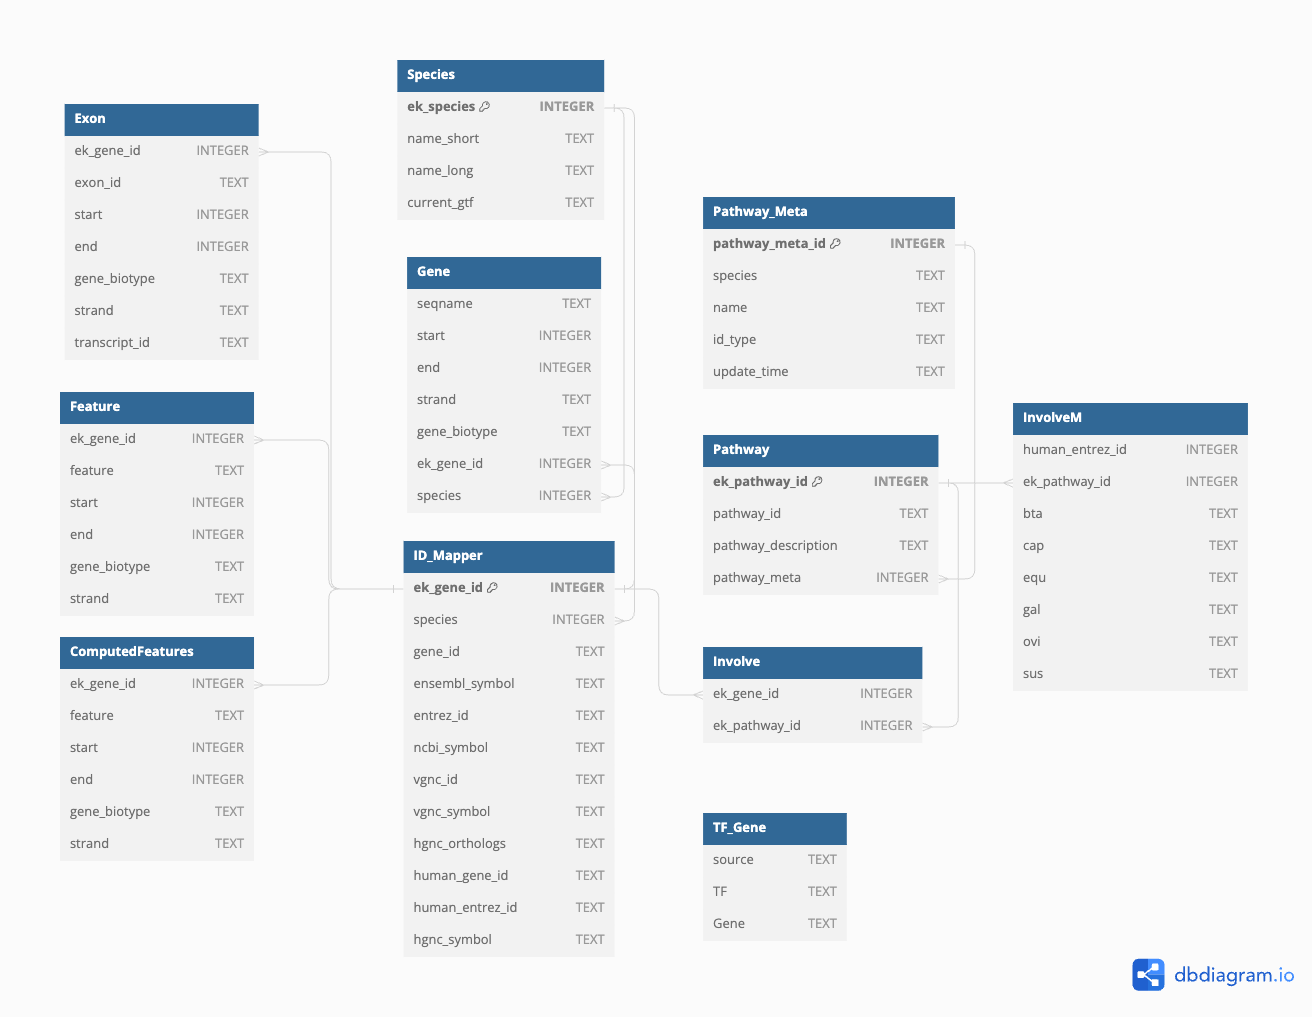 Species
ek_species INTEGER
name_short TEXT
name_long TEXT
current_gtf TEXT
Exon
ek_gene_id INTEGER
exon_id TEXT
start INTEGER
end INTEGER
gene_biotype TEXT
strand TEXT
transcript_id TEXT
Gene
seqname TEXT
start INTEGER
end INTEGER
strand TEXT
gene_biotype TEXT
ek_gene_id INTEGER
species INTEGER
Pathway_Meta
pathway_meta_id INTEGER
species TEXT
name TEXT
id_type TEXT
update_time TEXT
Feature
ek_gene_id INTEGER
feature TEXT
start INTEGER
end INTEGER
gene_biotype TEXT
strand TEXT
Pathway
ek_pathway_id INTEGER
pathway_id TEXT
pathway_description TEXT
pathway_meta INTEGER
InvolveM
human_entrez_id INTEGER
ek_pathway_id INTEGER
bta TEXT
cap TEXT
equ TEXT
gal TEXT
ovi TEXT
sus TEXT
ID_Mapper
ek_gene_id INTEGER
species INTEGER
gene_id TEXT
ensembl_symbol TEXT
entrez_id TEXT
ncbi_symbol TEXT
vgnc_id TEXT
vgnc_symbol TEXT
hgnc_orthologs TEXT
human_gene_id TEXT
human_entrez_id TEXT
hgnc_symbol TEXT
ComputedFeatures
ek_gene_id INTEGER
feature TEXT
start INTEGER
end INTEGER
gene_biotype TEXT
strand TEXT
Involve
ek_gene_id INTEGER
ek_pathway_id INTEGER
TF_Gene
source TEXT
TF TEXT
Gene TEXT
dbdiagram.io